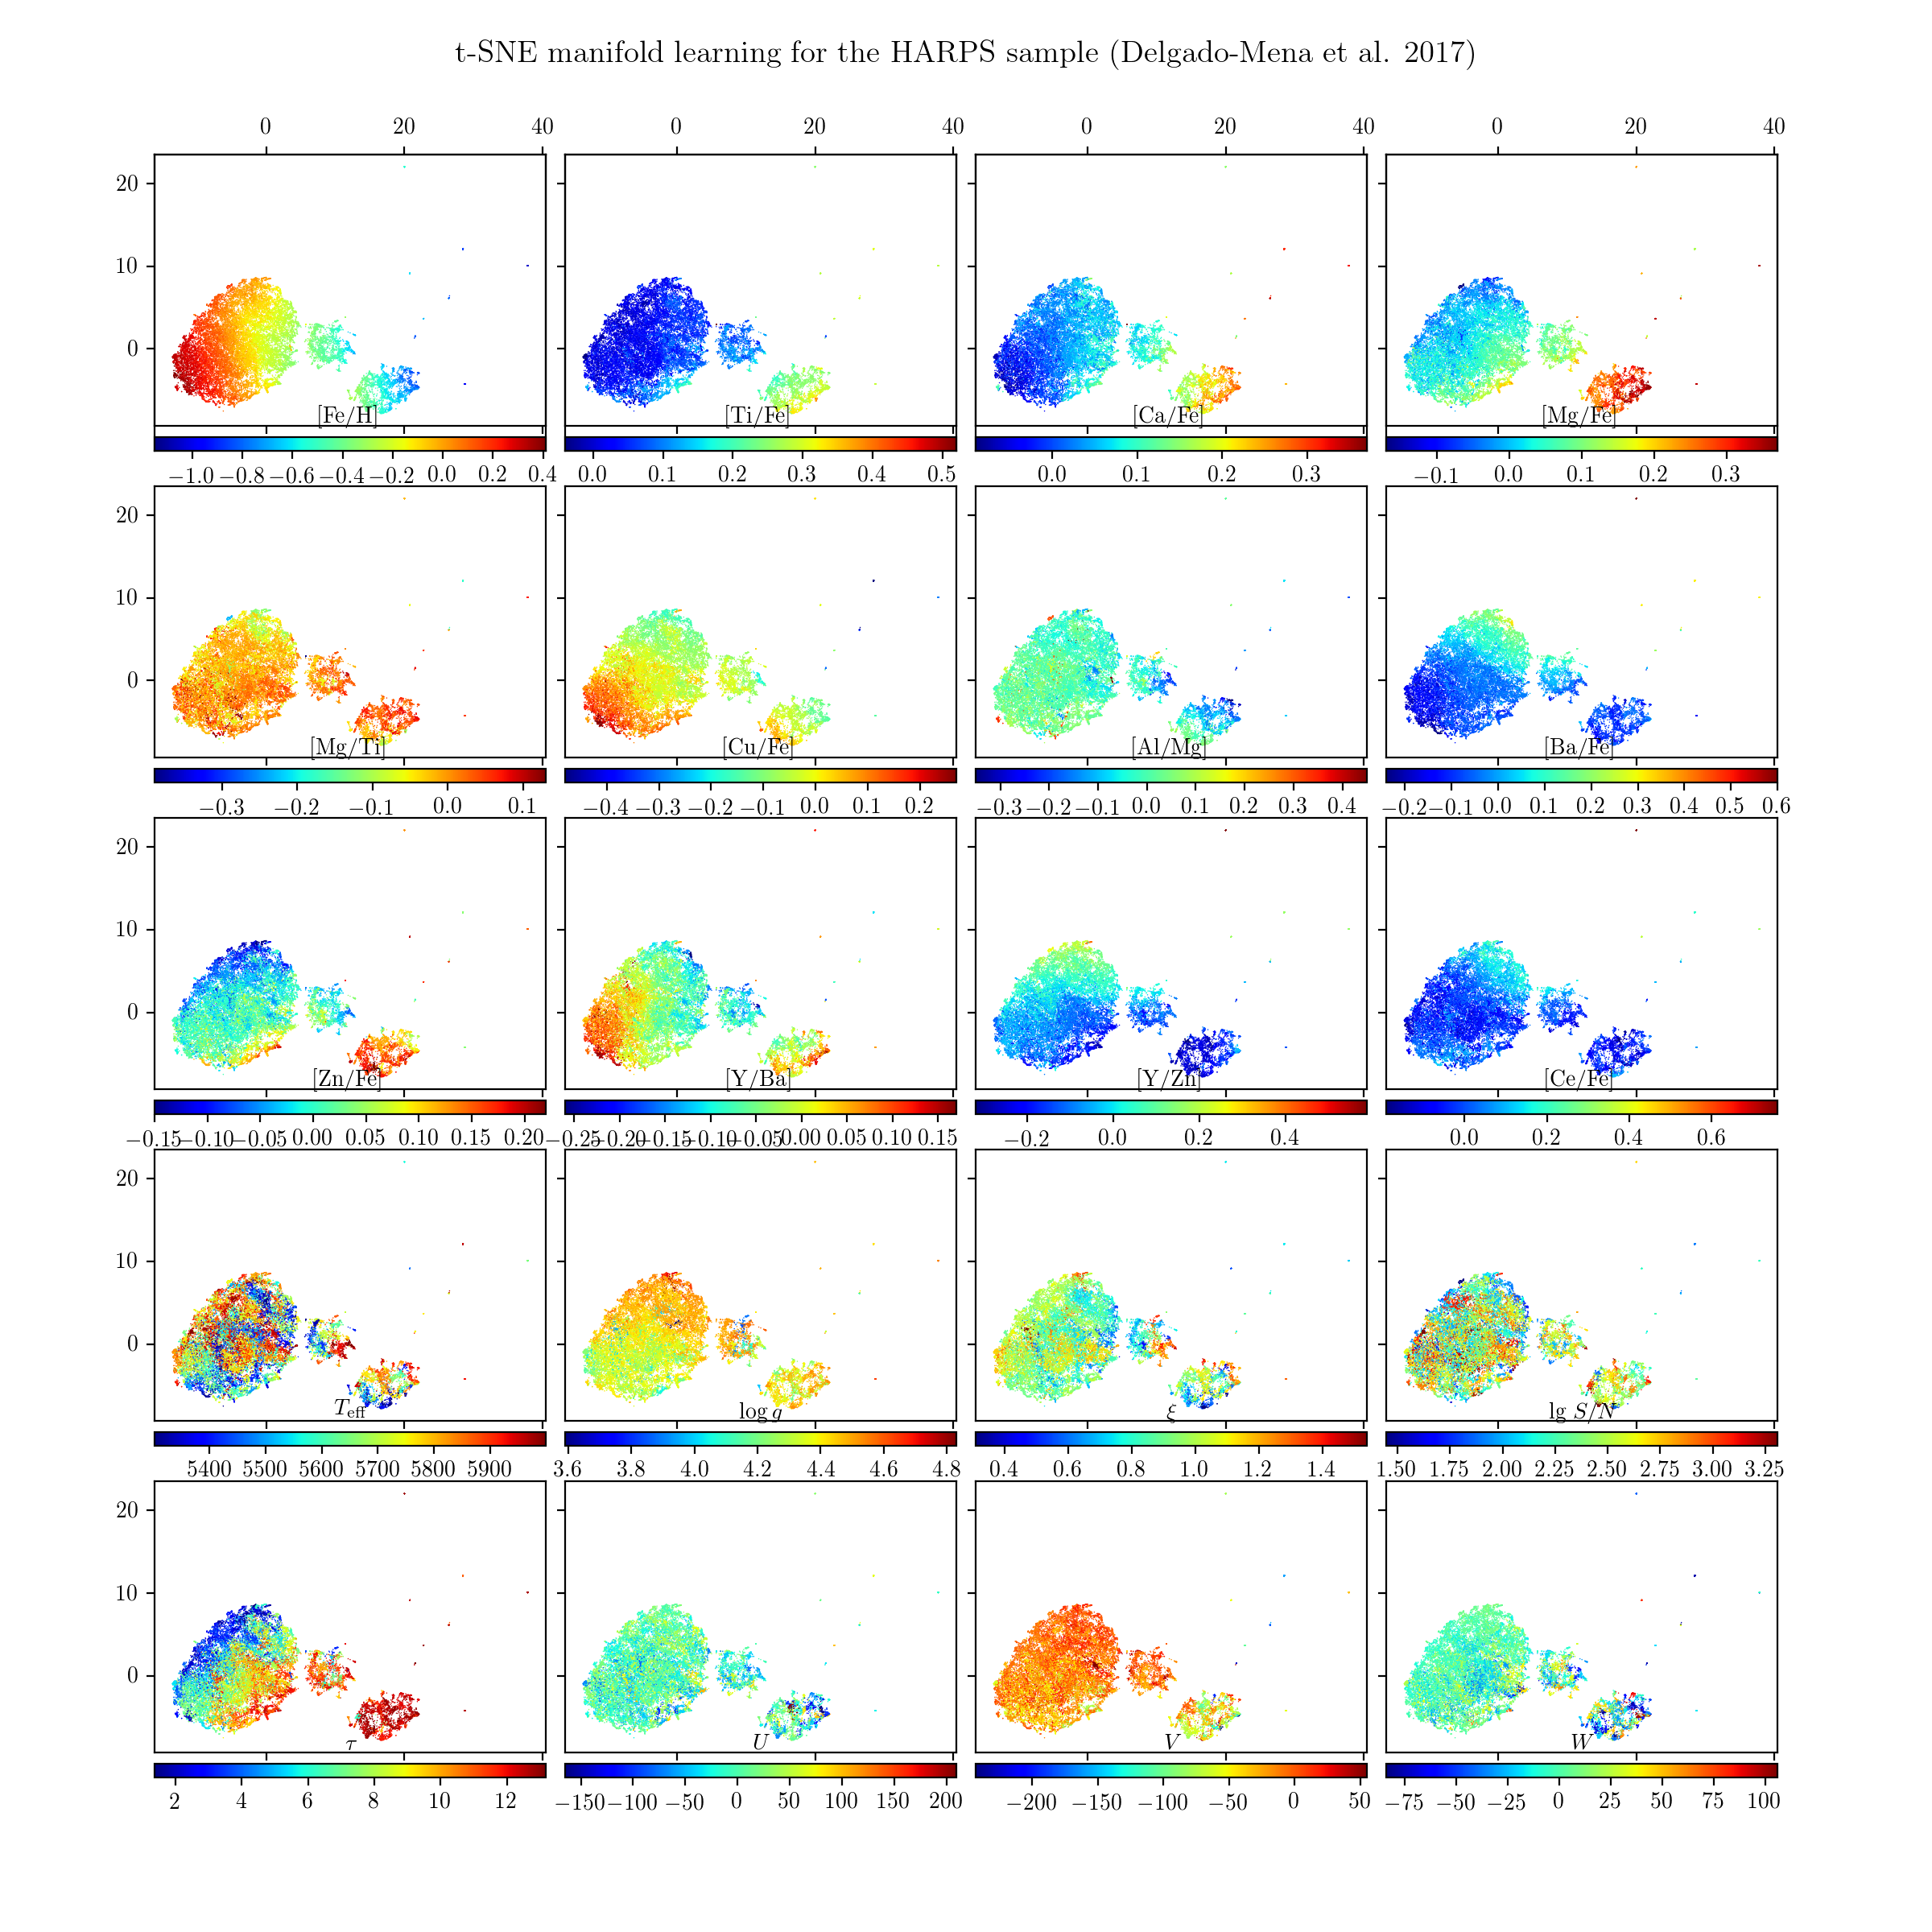 t-SNE manifold learning for the HARPS sample (Delgado-Mena et al. 2017)
0 20 40 0 20 40 0 20 40 0 20 40
20
10
0
[Fe/H] [Ti/Fe] [Ca/Fe] [Mg/Fe]
−1.0 −0.8 −0.6 −0.4 −0.2 0.0 0.2 0.4 0.0 0.1 0.2 0.3 0.4 0.5 0.0 0.1 0.2 0.3 −0.1 0.0 0.1 0.2 0.3
20
10
0
[Mg/Ti] [Cu/Fe] [Al/Mg] [Ba/Fe]
−0.3 −0.2 −0.1 0.0 0.1 −0.4 −0.3 −0.2 −0.1 0.0 0.1 0.2 −0.3 −0.2 −0.1 0.0 0.1 0.2 0.3 0.4 −0.2 −0.1 0.0 0.1 0.2 0.3 0.4 0.5 0.6
20
10
0
[Zn/Fe] [Y/Ba] [Y/Zn] [Ce/Fe]
−0.15 −0.10 −0.05 0.00 0.05 0.10 0.15 0.20 −0.25 −0.20 −0.15 −0.10 −0.05 0.00 0.05 0.10 0.15 −0.2 0.0 0.2 0.4 0.0 0.2 0.4 0.6
20
10
0
Teff log g ξ lg S/N
5400 5500 5600 5700 5800 5900 3.6 3.8 4.0 4.2 4.4 4.6 4.8 0.4 0.6 0.8 1.0 1.2 1.4 1.50 1.75 2.00 2.25 2.50 2.75 3.00 3.25
20
10
0
τ U V W
2 4 6 8 10 12 −150 −100 −50 0 50 100 150 200 −200 −150 −100 −50 0 50 −75 −50 −25 0 25 50 75 100